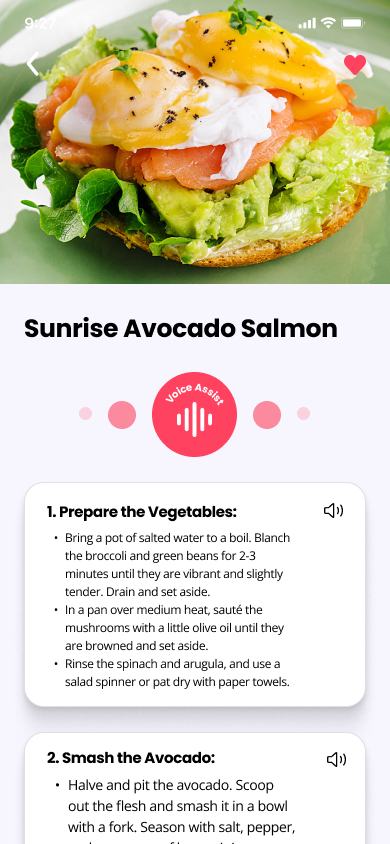 9:27
Sunrise Avocado Salmon
Voice Assist
1. Prepare the Vegetables:
• Bring a pot of salted water to a boil. Blanch
the broccoli and green beans for 2-3
minutes until they are vibrant and slightly
tender. Drain and set aside.
• In a pan over medium heat, sauté the
mushrooms with a little olive oil until they
are browned and set aside.
• Rinse the spinach and arugula, and use a
salad spinner or pat dry with paper towels.
2. Smash the Avocado:
• Halve and pit the avocado. Scoop
out the flesh and smash it in a bowl
with a fork. Season with salt, pepper,